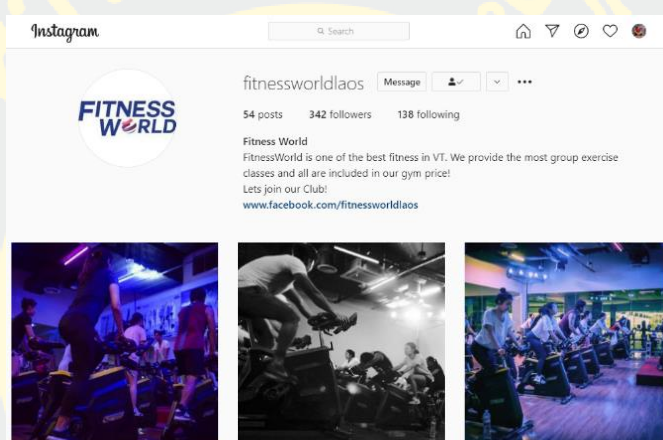 Instagram
Search
FITNESS
WORLD
fitnessworldlaos Message
54 posts 342 followers 138 following
Fitness World
FitnessWorld is one of the best fitness in VT. We provide the most group exercise
classes and all are included in our gym price!
Lets join our Club!
www.facebook.com/fitnessworldlaos